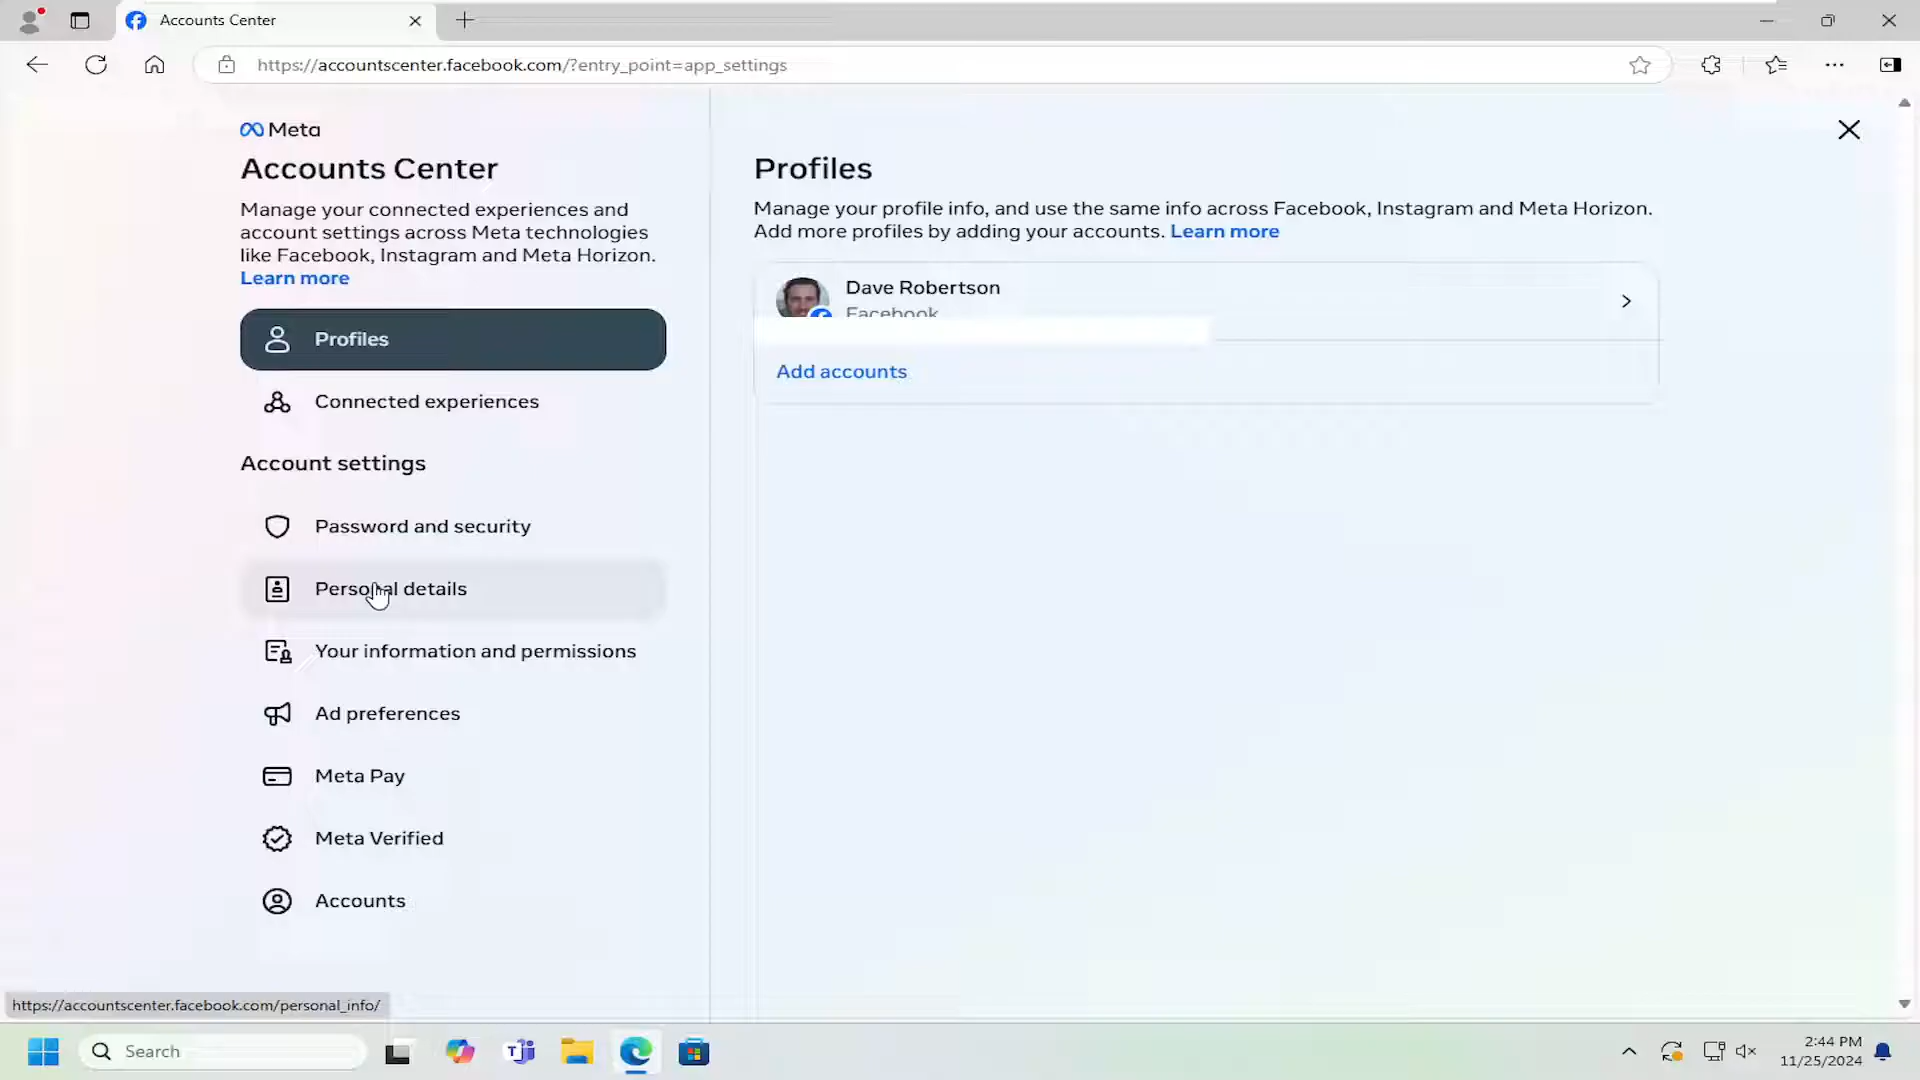 Accounts Center
https://accountscenter.facebook.com/?entry_point=app_settings
Meta
Accounts Center
Manage your connected experiences and
account settings across Meta technologies
like Facebook, Instagram and Meta Horizon.
Learn more
Profiles
Connected experiences
Account settings
Password and security
Personal details
Your information and permissions
Ad preferences
Meta Pay
Meta Verified
Accounts
Profiles
Manage your profile info, and use the same info across Facebook, Instagram and Meta Horizon.
Add more profiles by adding your accounts. Learn more
Dave Robertson
Facebook
Add accounts
https://accountscenter.facebook.com/personal_info/
Search
2:44 PM
11/25/2024